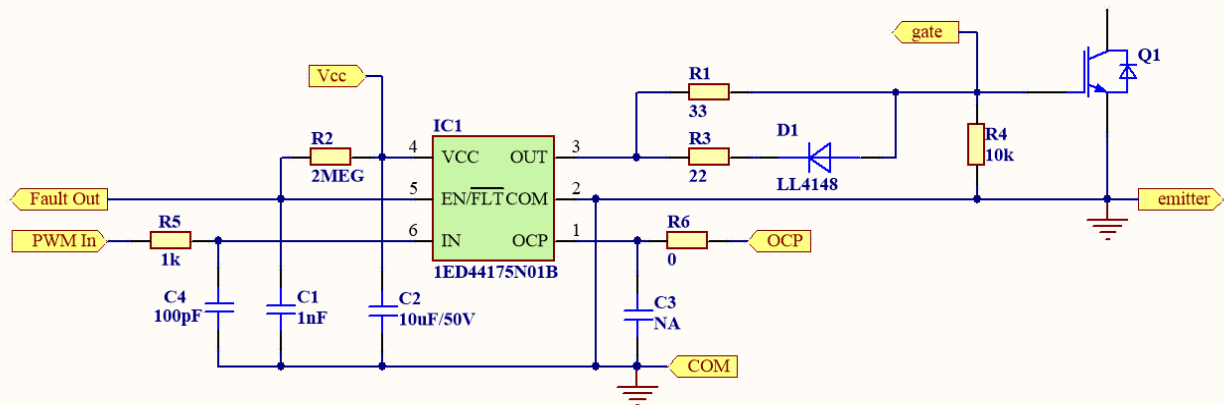 gate
Q1
Vcc
R1
33
IC1
R2
2MEG
4
VCC
OUT
3
R3
22
D1
LL4148
R4
10k
Fault Out
5
EN/FLT
COM
2
emitter
PWM In
R5
1k
6
IN
OCP
1
R6
0
OCP
1ED44175N01B
C4
100pF
C1
1nF
C2
10uF/50V
C3
NA
COM